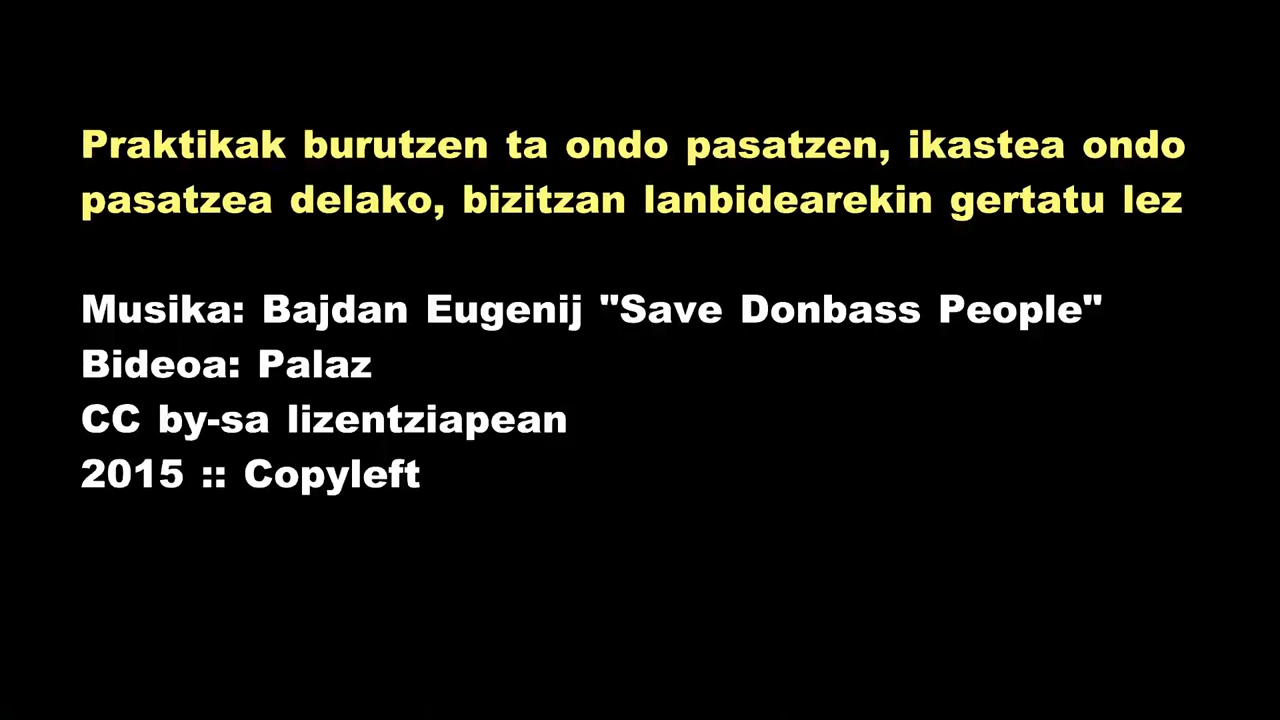 Praktikak burutzen ta ondo pasatzen, ikastea ondo
pasatzea delako, bizitzan lanbidearekin gertatu lez
Musika: Bajdan Eugenij "Save Donbass People"
Bideoa: Palaz
CC by-sa lizentziapean
2015 :: Copyleft